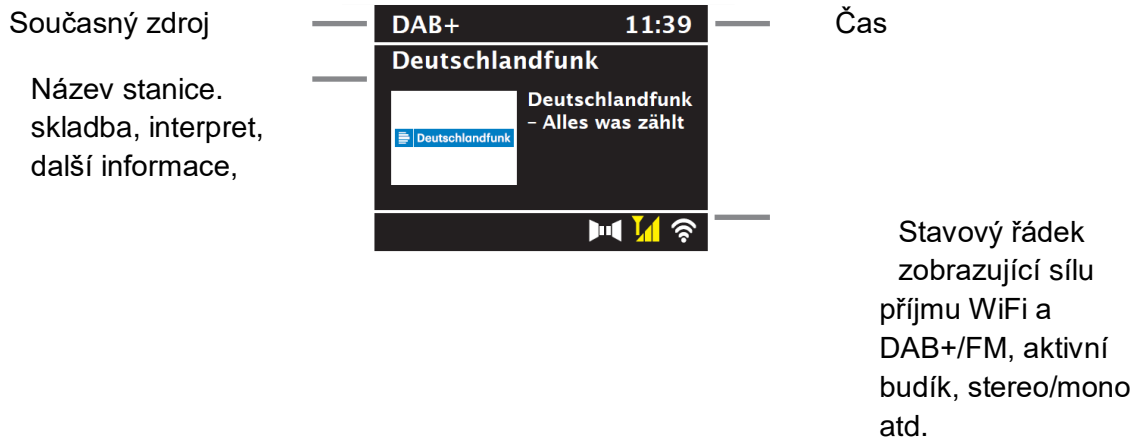 Současný zdroj
DAB+ 11:39
Čas
Název stanice.
skladba, interpret,
další informace,
Deutschlandfunk
Deutschlandfunk
– Alles was zählt
Deutschlandfunk
Stavový řádek
zobrazující sílu
příjmu WiFi a
DAB+/FM, aktivní
budík, stereo/mono
atd.